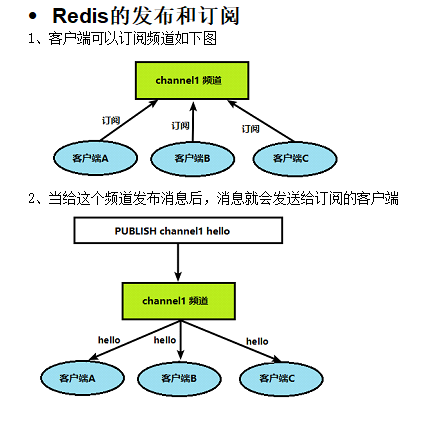 • Redis的发布和订阅
1、客户端可以订阅频道如下图
channel1 频道
订阅 订阅 订阅
客户端A 客户端B 客户端C
2、当给这个频道发布消息后，消息就会发送给订阅的客户端
PUBLISH channel1 hello
channel1 频道
hello hello hello
客户端A 客户端B 客户端C